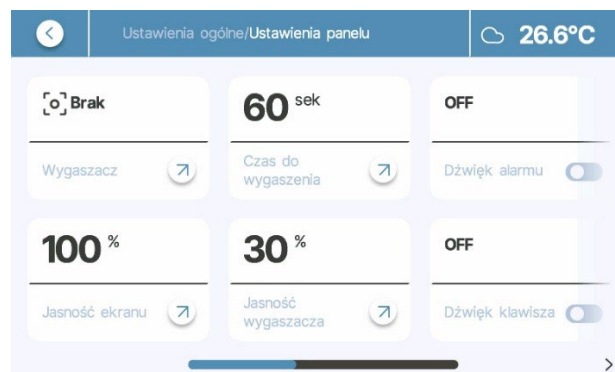 Ustawienia ogólne/Ustawienia panelu
26.6°C
Brak
Wygaszacz
60 sek
Czas do
wygaszenia
OFF
Dźwięk alarmu
100 %
Jasność ekranu
30 %
Jasność
wygaszacza
OFF
Dźwięk klawisza